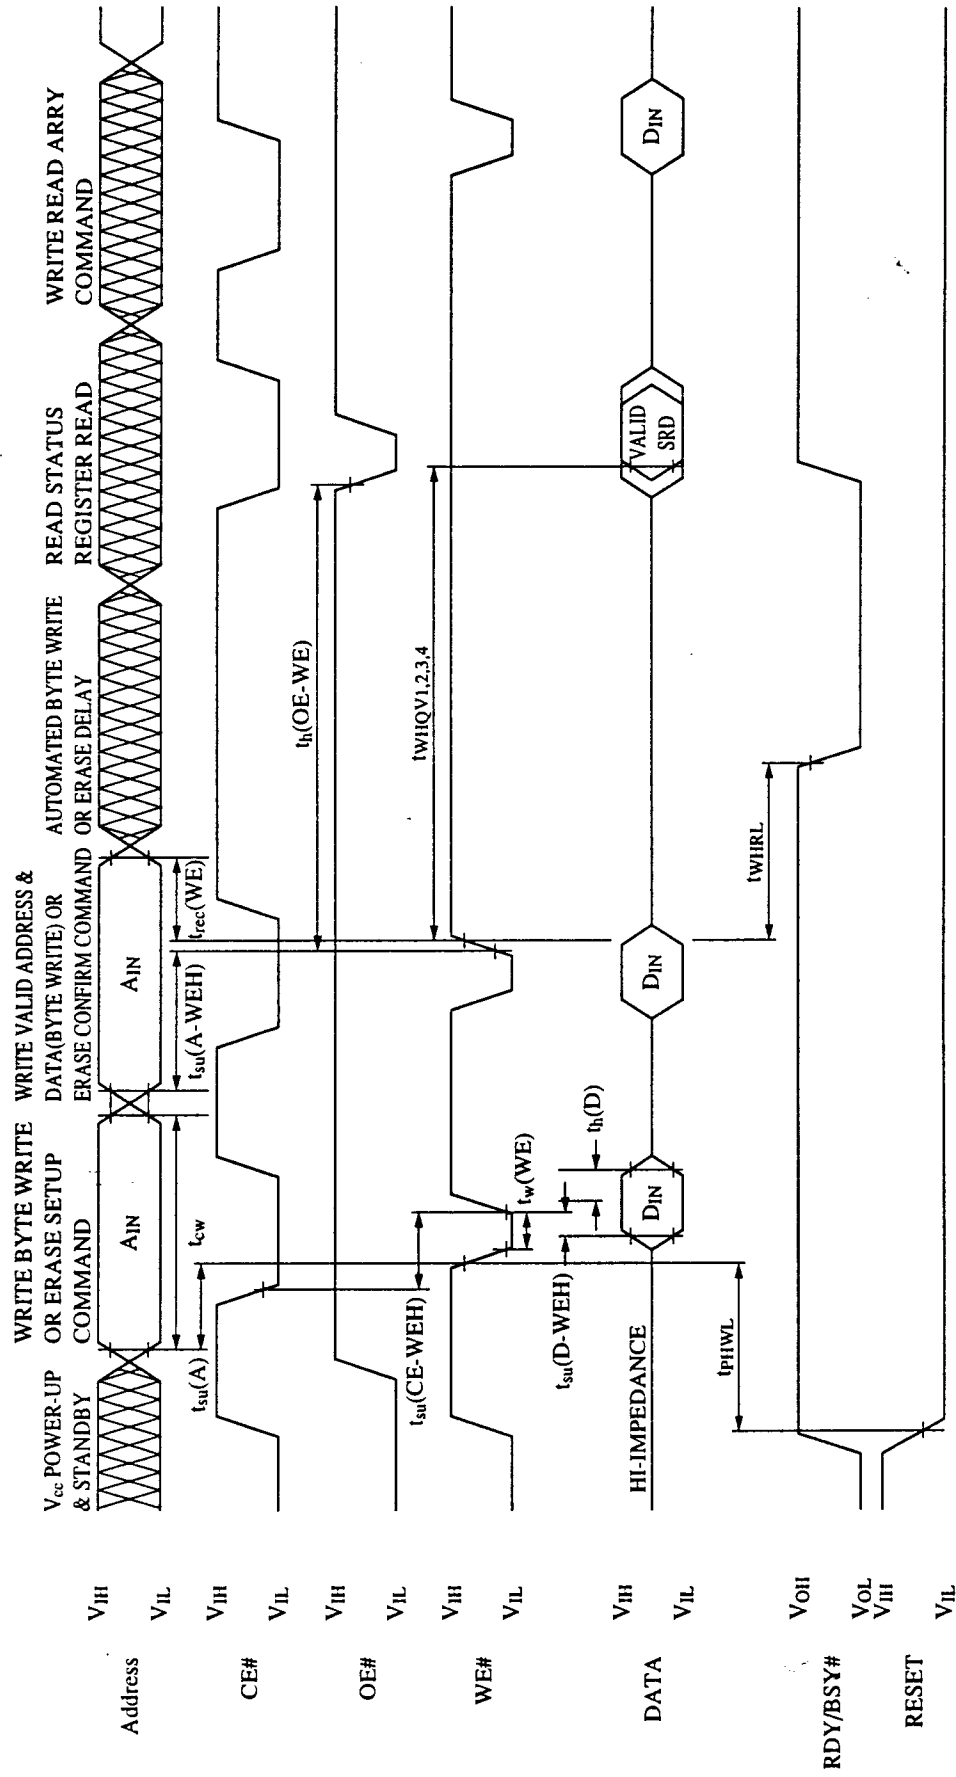 Vcc POWER-UP
& STANDBY
WRITE BYTE WRITE
OR ERASE SETUP
COMMAND
WRITE VALID ADDRESS &
DATA(BYTE WRITE) OR
ERASE CONFIRM COMMAND
AUTOMATED BYTE WRITE
OR ERASE DELAY
READ STATUS
REGISTER READ
WRITE READ ARRY
COMMAND
Address
VIH
VIL
AIN
AIN
tsu(A)
tcw
tsu(A-WEH)
trec(WE)
CE#
VIH
VIL
OE#
VIH
VIL
th(OE-WE)
tsu(CE-WEH)
tWHQV1,2,3,4
WE#
VIH
VIL
tw(WE)
tsu(D-WEH)
th(D)
DATA
VIH
VIL
HI-IMPEDANCE
DIN
DIN
VALID
SRD
DIN
tPHWL
tWHRL
RDY/BSY#
VOH
VOL
RESET
VIH
VIL